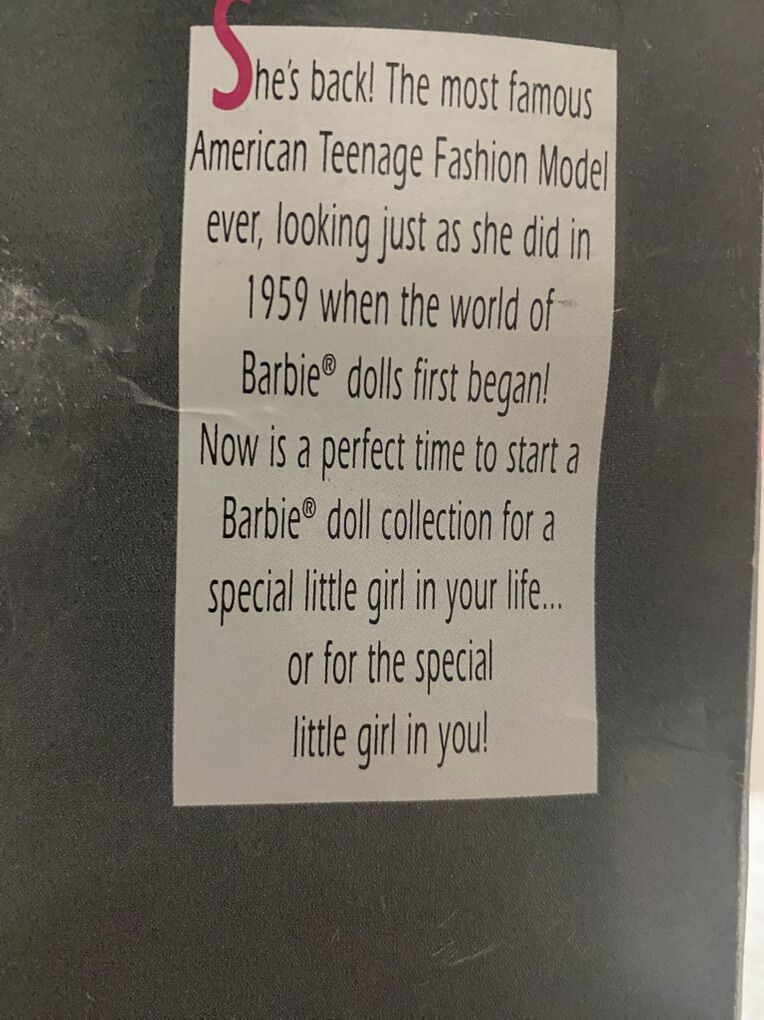 She's back! The most famous
American Teenage Fashion Model
ever, looking just as she did in
1959 when the world of
Barbie® dolls first began!
Now is a perfect time to start a
Barbie® doll collection for a
special little girl in your life...
or for the special
little girl in you!